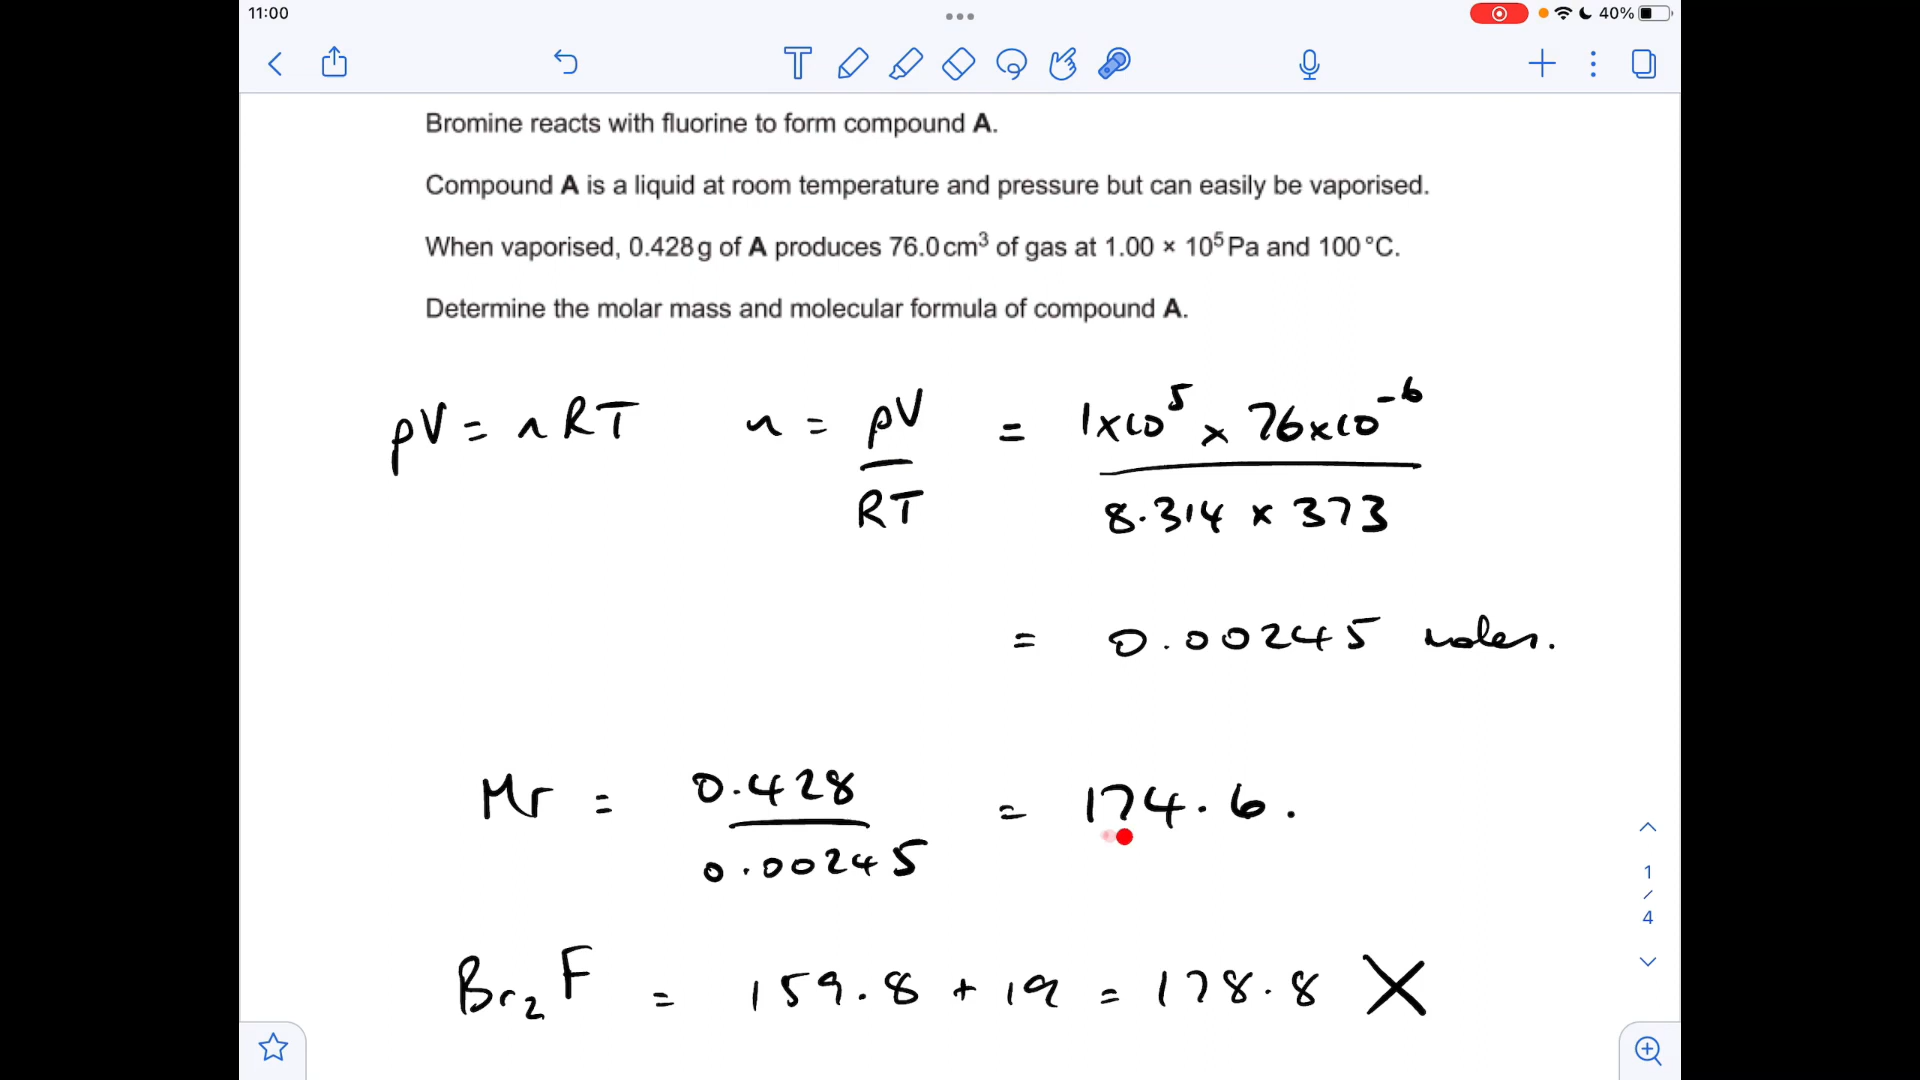 11:00
40%
Bromine reacts with fluorine to form compound A.
Compound A is a liquid at room temperature and pressure but can easily be vaporised.
When vaporised, 0.428 g of A produces 76.0 cm³ of gas at 1.00 × 10⁵ Pa and 100 °C.
Determine the molar mass and molecular formula of compound A.
pV = nRT n = pV / RT = 1x10⁵ x 76x10⁻⁶ / 8.314 x 373
= 0.00245 moles.
Mr = 0.428 / 0.00245 = 174.6.
Br₂F = 159.8 + 19 = 178.8 X
1
/
4